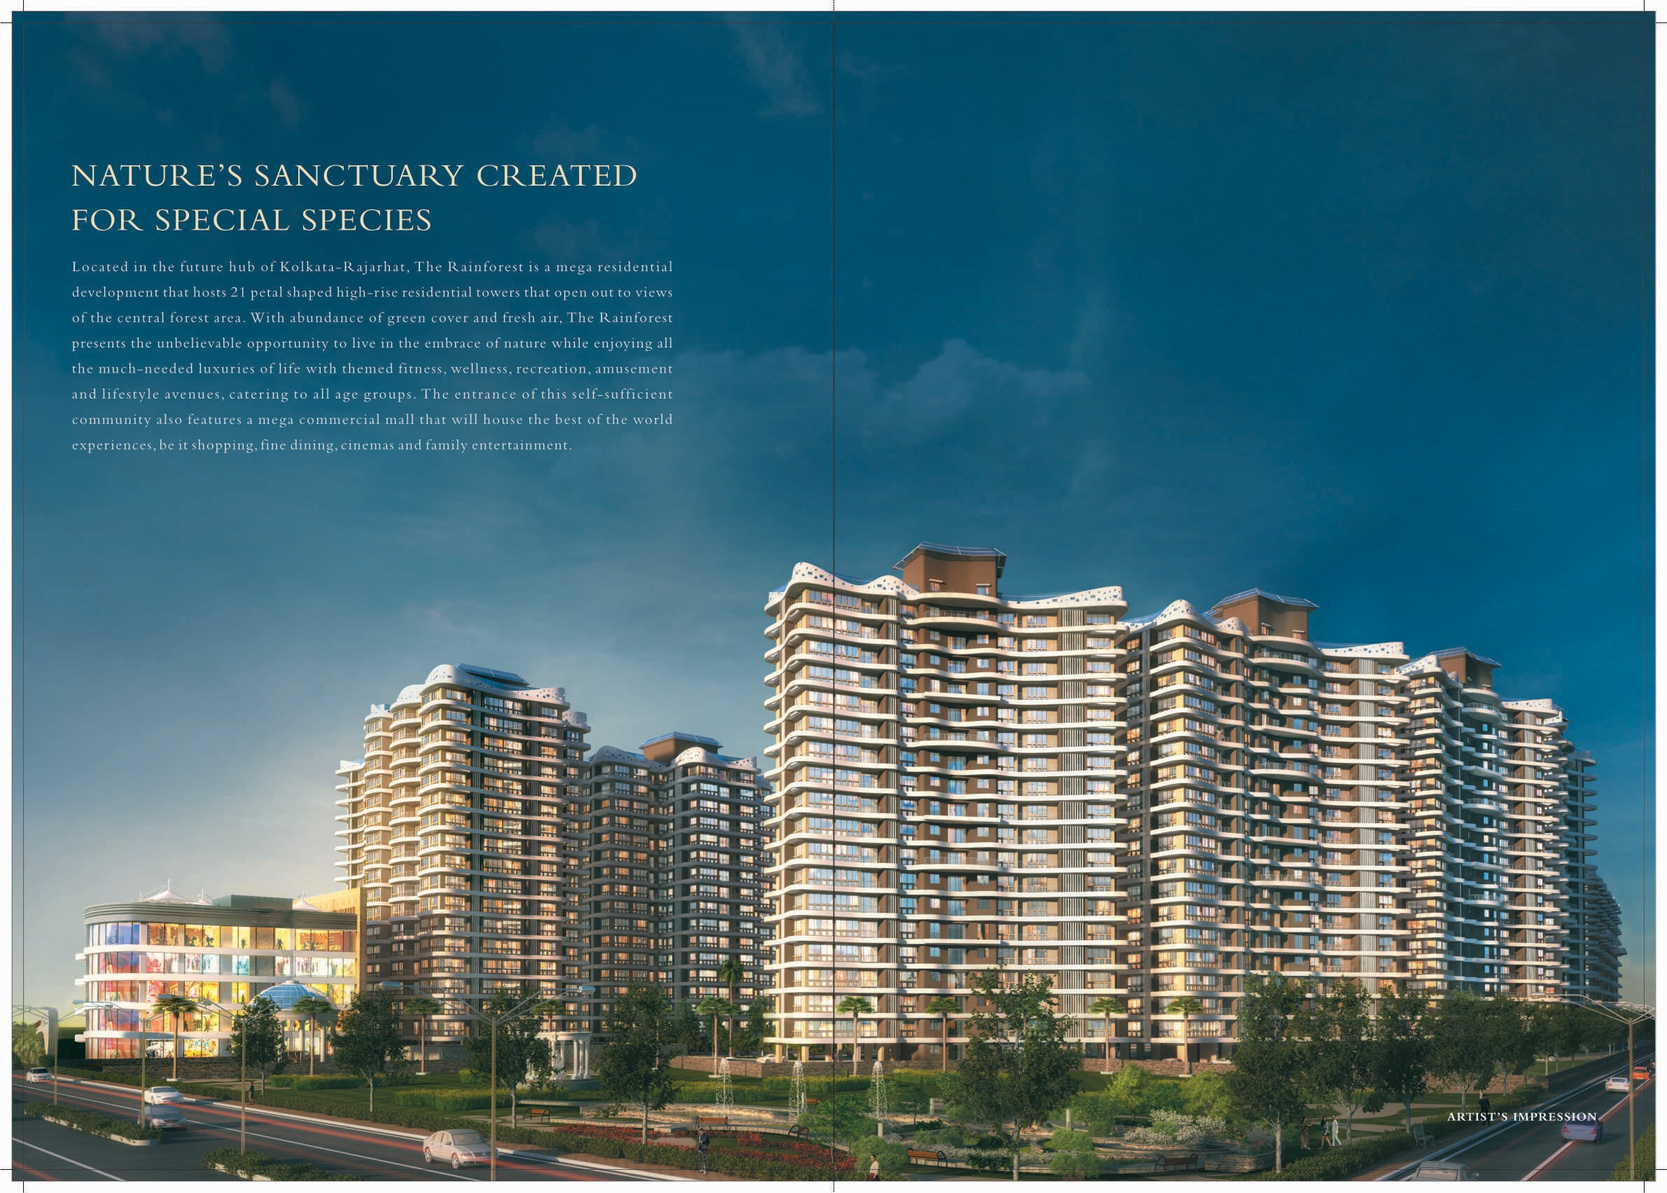 NATURE’S SANCTUARY CREATED
FOR SPECIAL SPECIES
Located in the future hub of Kolkata-Rajarhat, The Rainforest is a mega residential
development that hosts 21 petal shaped high-rise residential towers that open out to views
of the central forest area. With abundance of green cover and fresh air, The Rainforest
presents the unbelievable opportunity to live in the embrace of nature while enjoying all
the much-needed luxuries of life with themed fitness, wellness, recreation, amusement
and lifestyle avenues, catering to all age groups. The entrance of this self-sufficient
community also features a mega commercial mall that will house the best of the world
experiences, be it shopping, fine dining, cinemas and family entertainment.
ARTIST’S IMPRESSION.